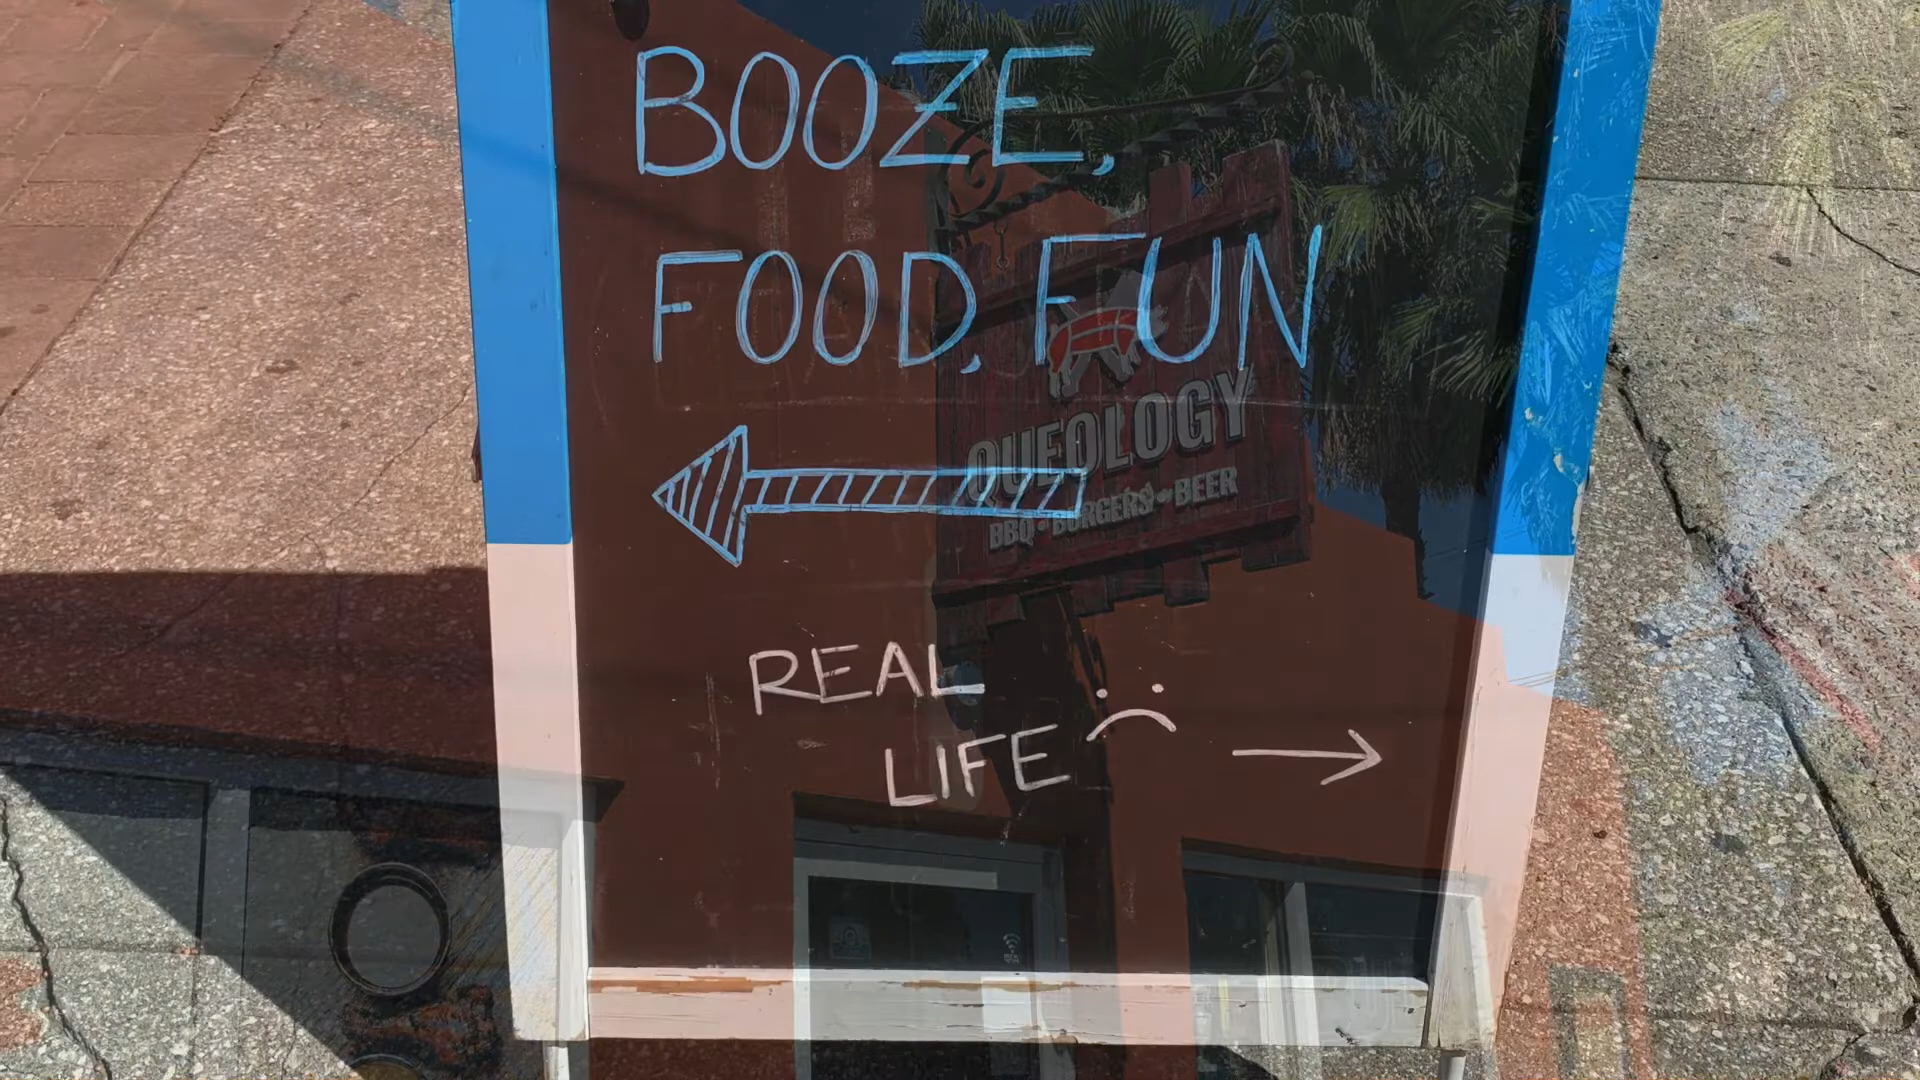 BOOZE,
FOOD, FUN
QUEOLOGY
BBQ - BURGERS - BEER
REAL
LIFE :(